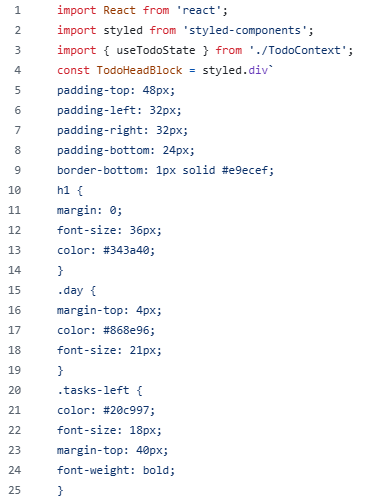 1 import React from 'react';
2 import styled from 'styled-components';
3 import { useTodoState } from './TodoContext';
4 const TodoHeadBlock = styled.div`
5 padding-top: 48px;
6 padding-left: 32px;
7 padding-right: 32px;
8 padding-bottom: 24px;
9 border-bottom: 1px solid #e9ecef;
10 h1 {
11 margin: 0;
12 font-size: 36px;
13 color: #343a40;
14 }
15 .day {
16 margin-top: 4px;
17 color: #868e96;
18 font-size: 21px;
19 }
20 .tasks-left {
21 color: #20c997;
22 font-size: 18px;
23 margin-top: 40px;
24 font-weight: bold;
25 }